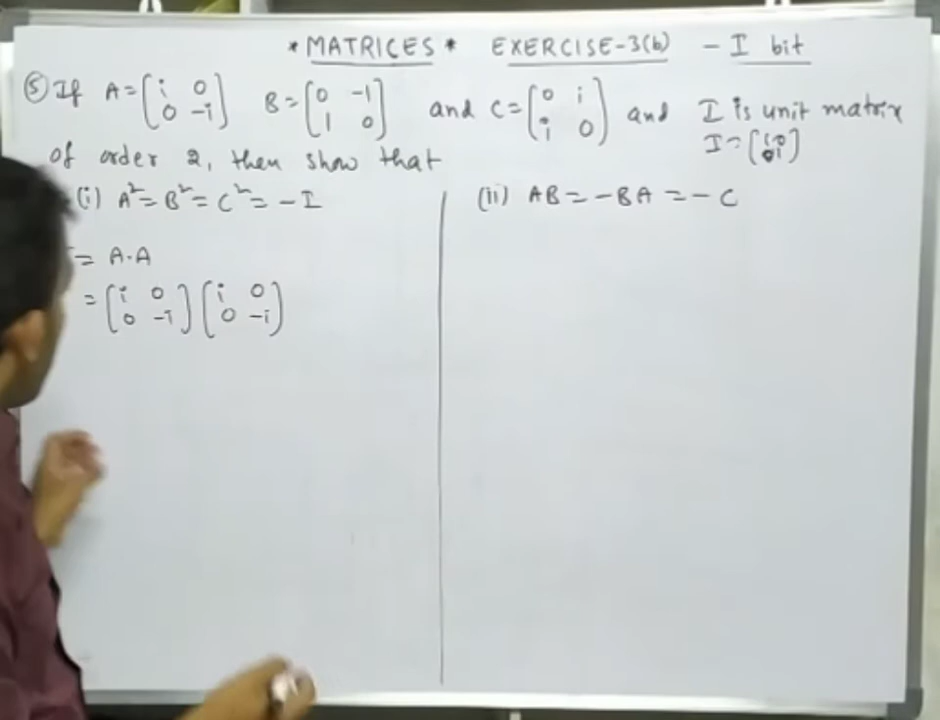 * MATRICES * EXERCISE-3(b) - I bit
⑤ If A = [i 0; 0 -i] B = [0 -1; 1 0] and C = [0 i; i 0] and I is unit matrix
of order 2, then show that I = [1 0; 0 1]
(i) A² = B² = C² = -I
= A·A
= [i 0; 0 -i] [i 0; 0 -i]
(ii) AB = -BA = -C